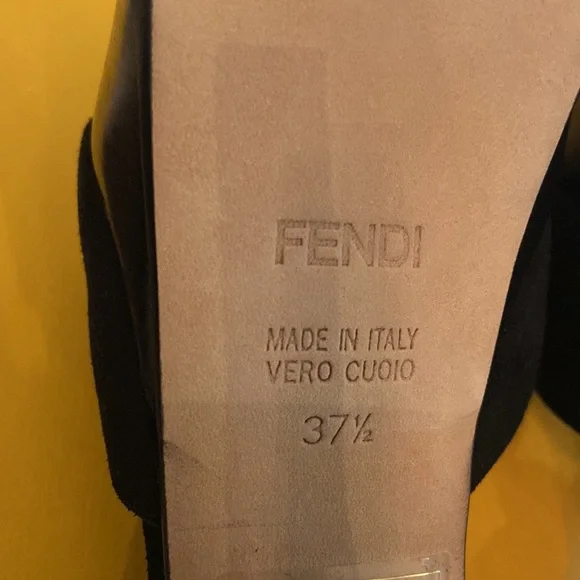 FENDI
MADE IN ITALY
VERO CUOIO
37½